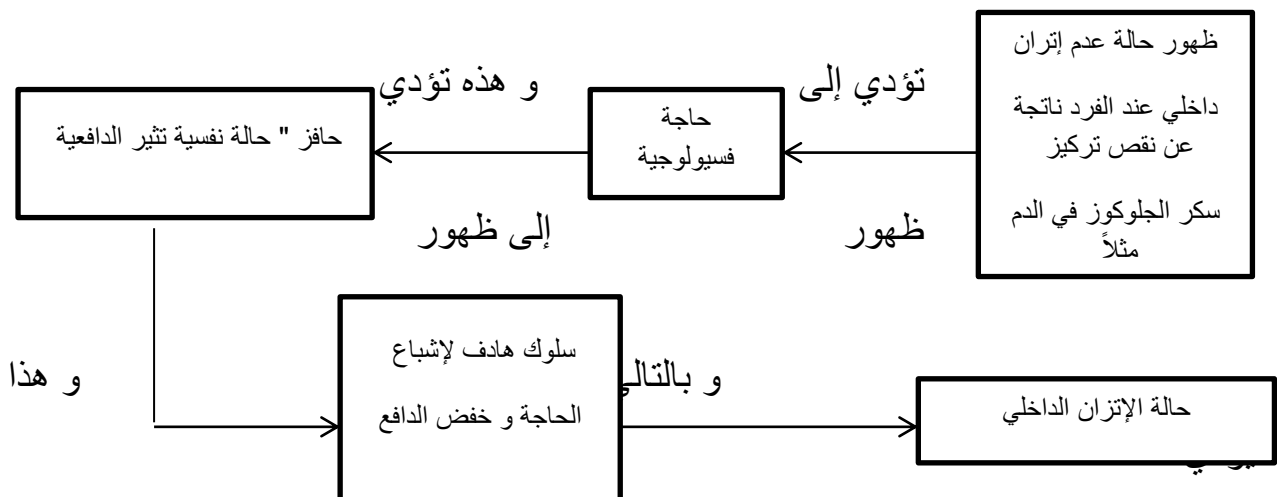 ظهور حالة عدم إتران
داخلي عند الفرد ناتجة
عن نقص تركيز
سكر الجلوكوز في الدم
مثلاً
تؤدي إلى
ظهور
حاجة
فسيولوجية
و هذه تؤدي
إلى ظهور
حافز " حالة نفسية تثير الدافعية
و هذا
سلوك هادف لإشباع
الحاجة و خفض الدافع
و بالتالي
حالة الإتزان الداخلي